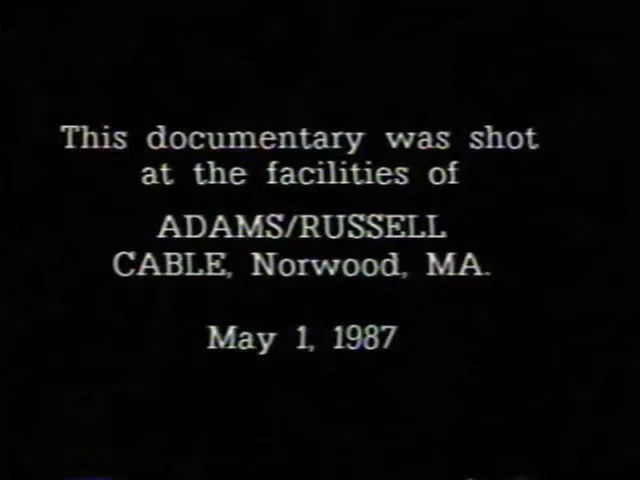 This documentary was shot
at the facilities of
ADAMS/RUSSELL
CABLE, Norwood, MA.
May 1, 1987